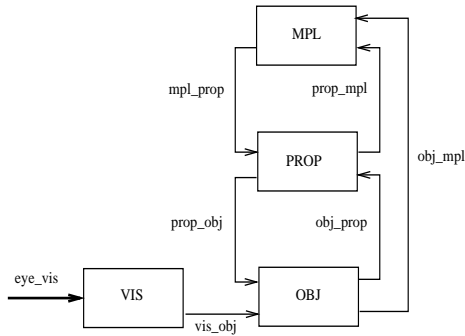 MPL
mpl_prop
prop_mpl
obj_mpl
PROP
prop_obj
obj_prop
eye_vis
VIS
OBJ
vis_obj